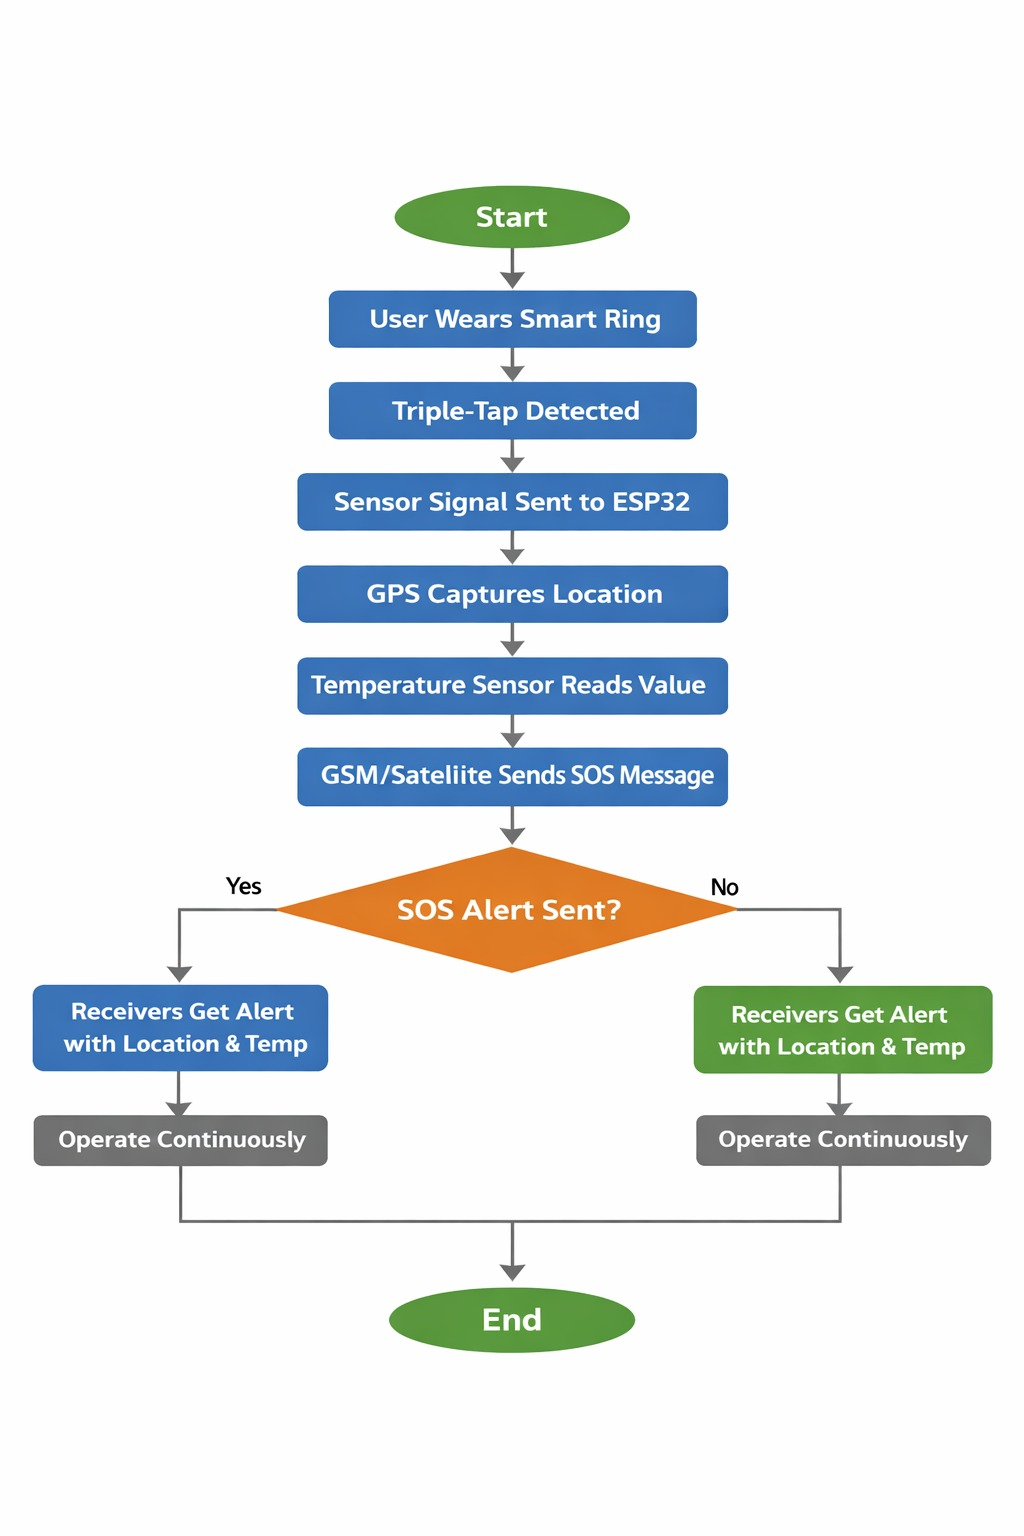 Start
User Wears Smart Ring
Triple-Tap Detected
Sensor Signal Sent to ESP32
GPS Captures Location
Temperature Sensor Reads Value
GSM/Sateliite Sends SOS Message
SOS Alert Sent?
Yes
No
Receivers Get Alert
with Location & Temp
Receivers Get Alert
with Location & Temp
Operate Continuously
Operate Continuously
End